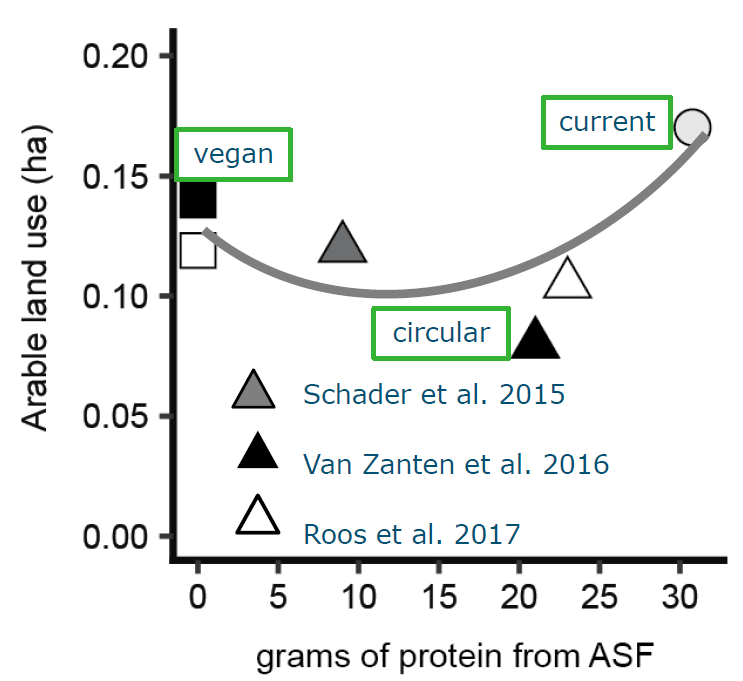 0.20
0.15
0.10
0.05
0.00
Arable land use (ha)
vegan
current
circular
Schader et al. 2015
Van Zanten et al. 2016
Roos et al. 2017
0 5 10 15 20 25 30
grams of protein from ASF